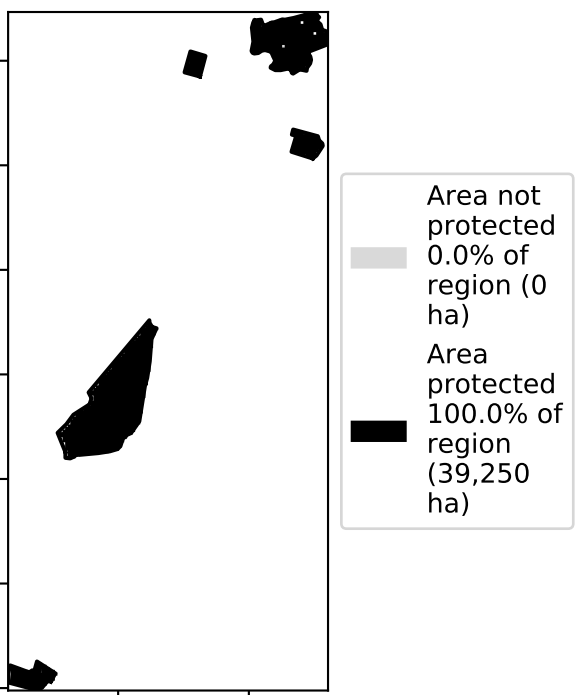 Area not
protected
0.0% of
region (0
ha)
Area
protected
100.0% of
region
(39,250
ha)